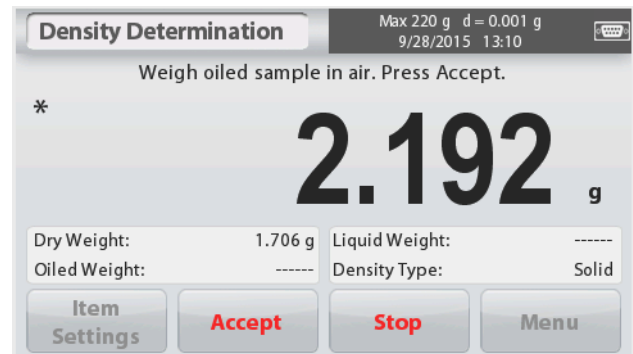 Density Determination
Max 220 g d = 0.001 g
9/28/2015 13:10
Weigh oiled sample in air. Press Accept.
*
2.192 g
Dry Weight: 1.706 g Liquid Weight: ------
Oiled Weight: ------ Density Type: Solid
Item Settings Accept Stop Menu